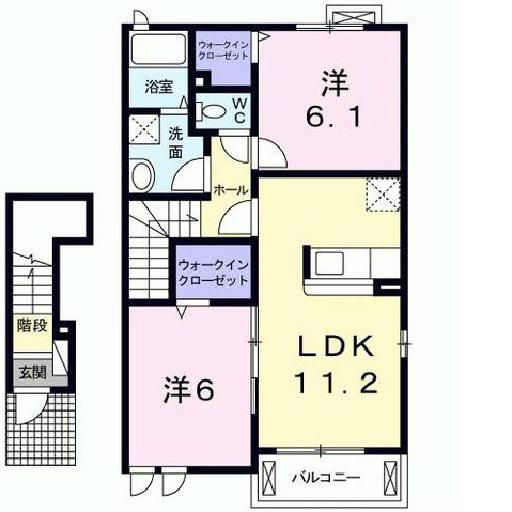 ウォークイン
クローゼット
浴室
洋
6.1
WC
洗面
ホール
ウォークイン
クローゼット
階段
玄関
LDK
11.2
洋6
バルコニー